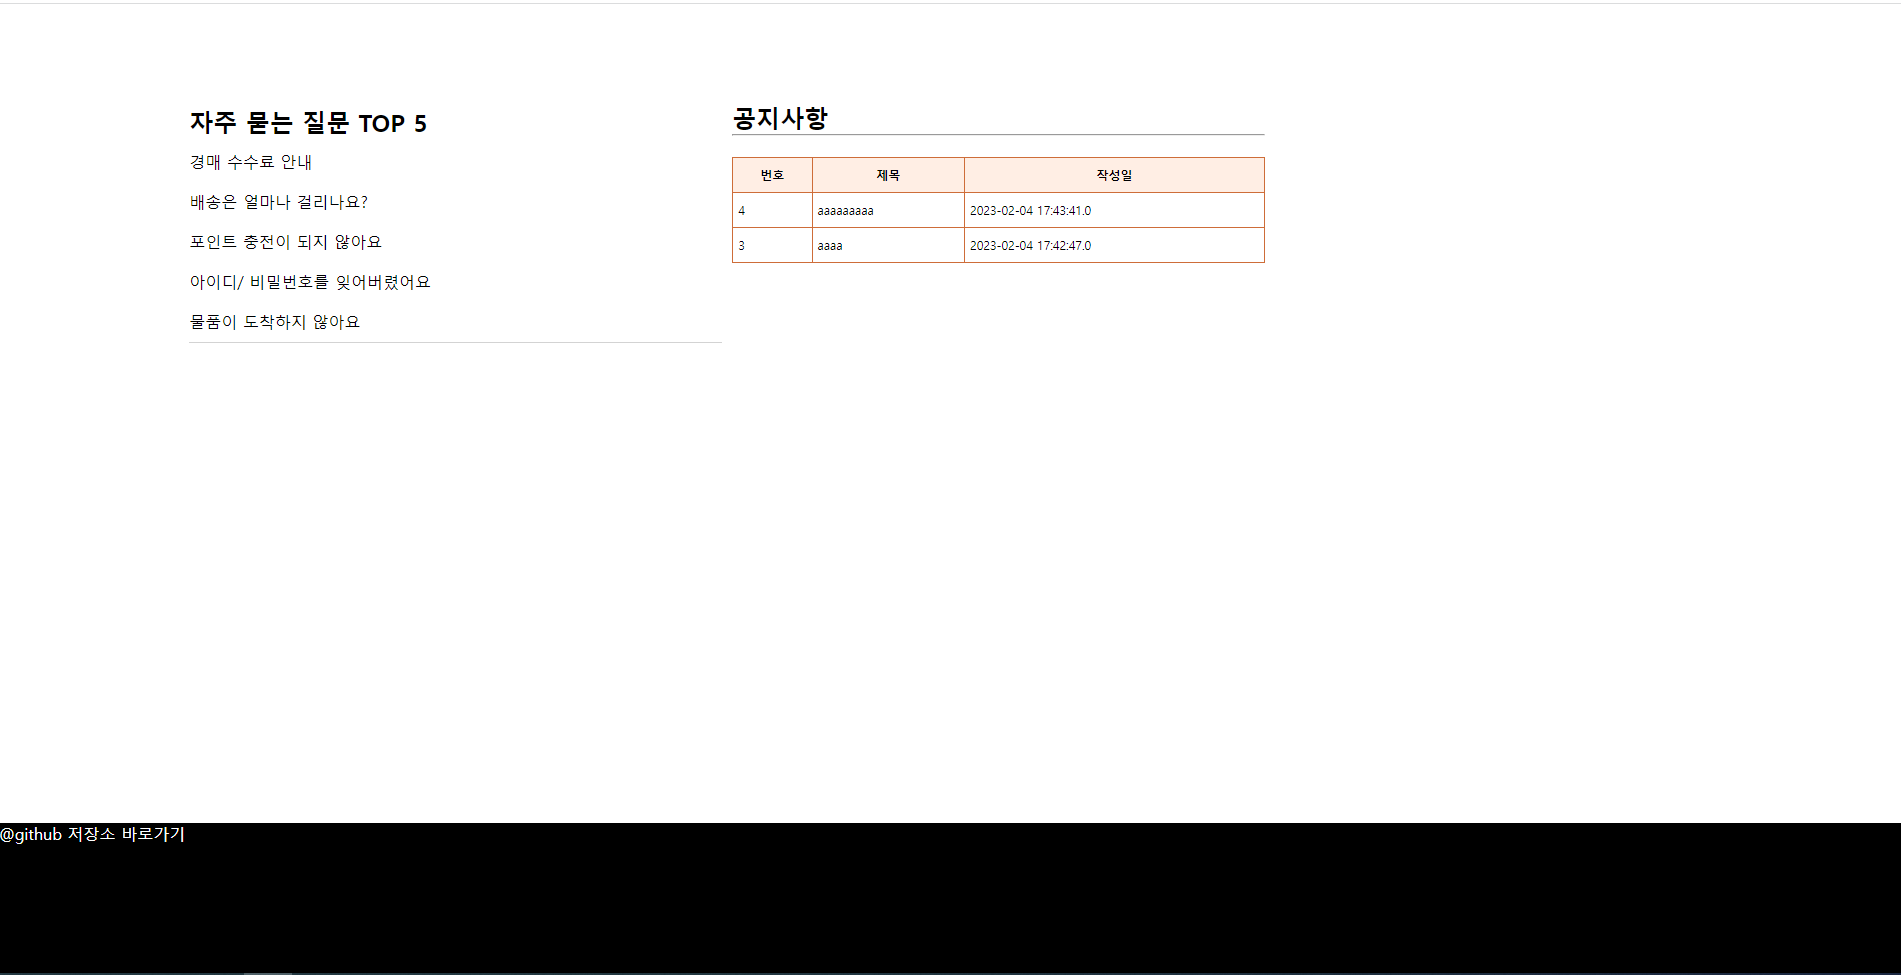 자주 묻는 질문 TOP 5
경매 수수료 안내
배송은 얼마나 걸리나요?
포인트 충전이 되지 않아요
아이디/ 비밀번호를 잊어버렸어요
물품이 도착하지 않아요
공지사항
번호 제목 작성일
4 aaaaaaaaa 2023-02-04 17:43:41.0
3 aaaa 2023-02-04 17:42:47.0
@github 저장소 바로가기